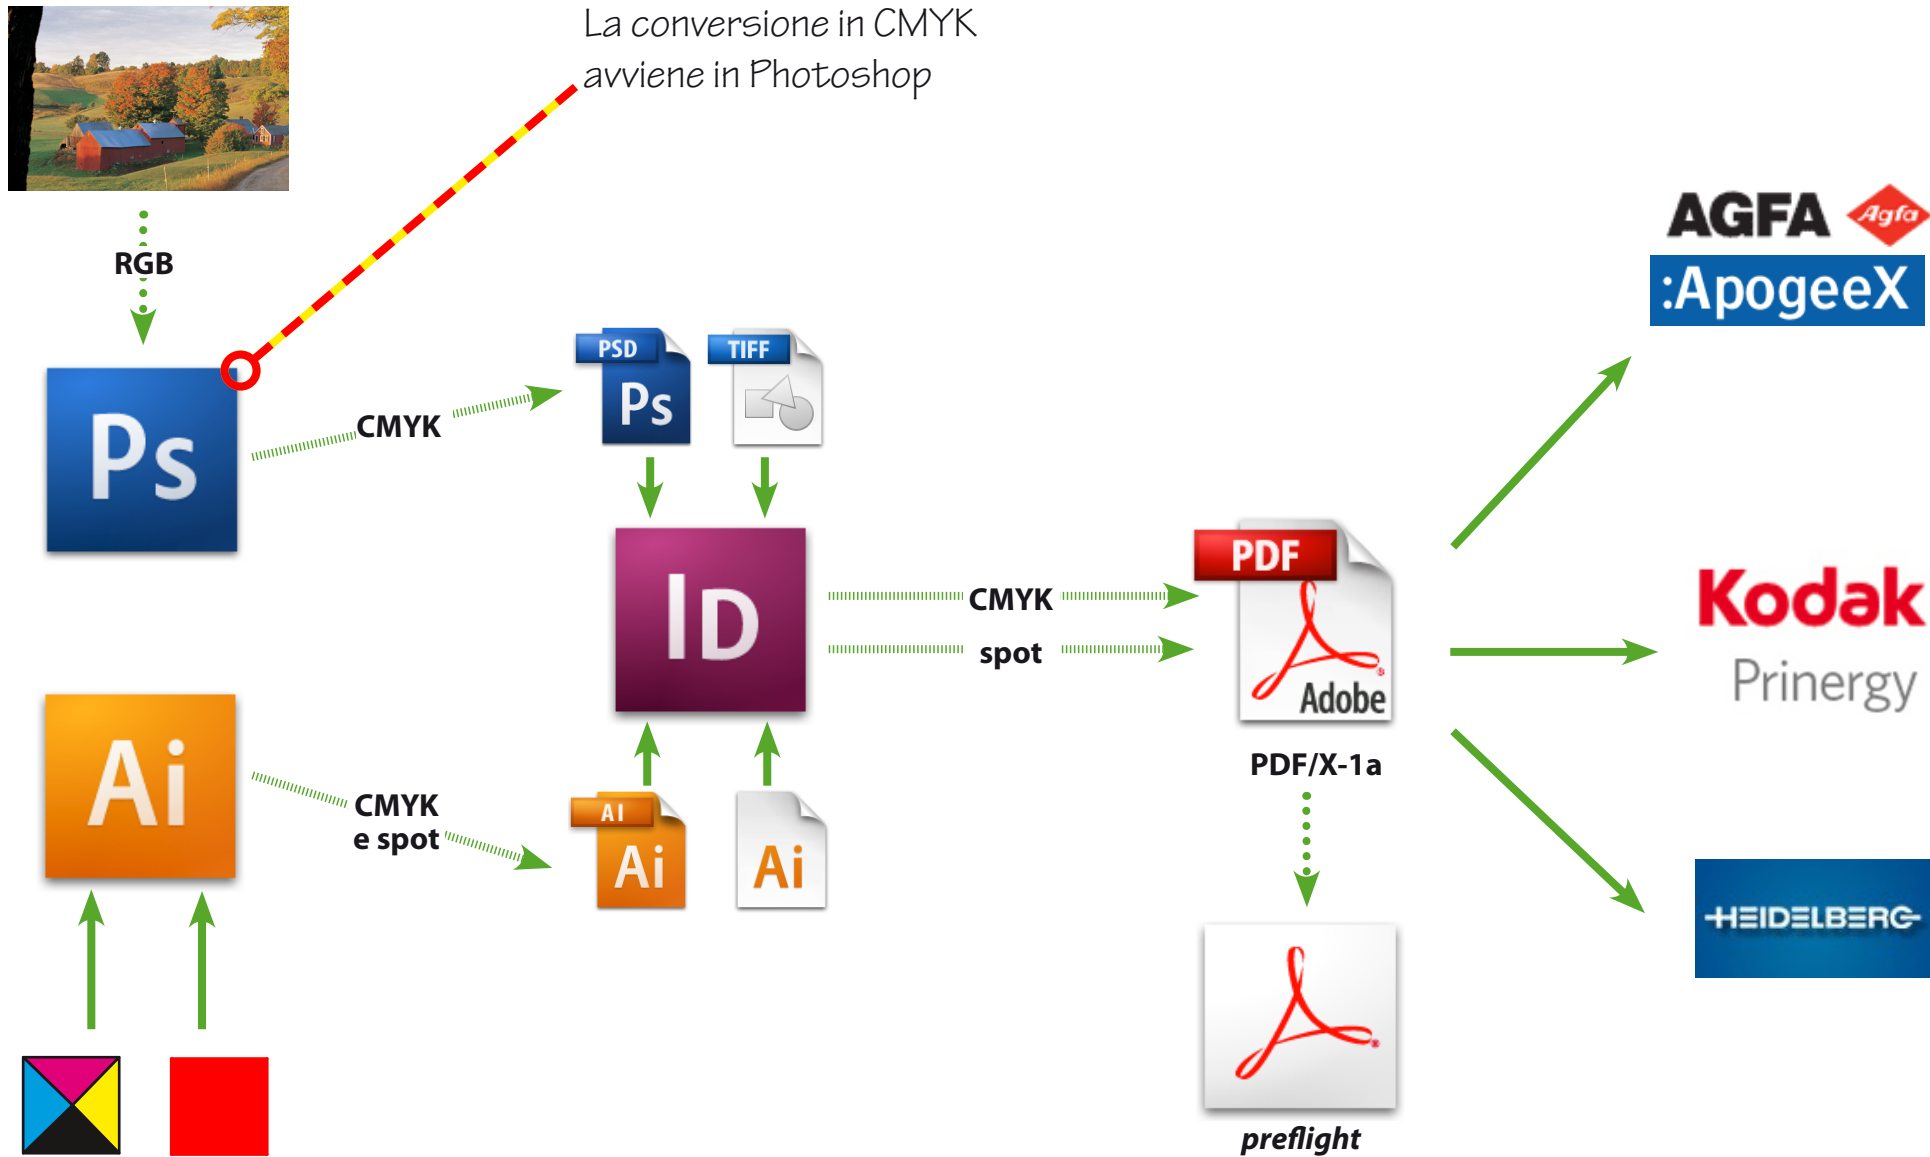 La conversione in CMYK
avviene in Photoshop
RGB
AGFA Agfa
:ApogeeX
PSD
Ps
TIFF
Ps
CMYK
Kodak
Prinergy
PDF
Adobe
ID
CMYK
spot
PDF/X-1a
Ai
CMYK
e spot
AI
Ai
Ai
HEIDELBERG
preflight